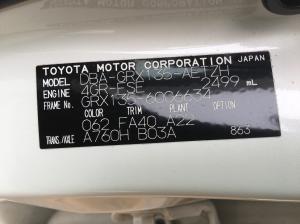 TOYOTA MOTOR CORPORATION JAPAN
MODEL DBA-GRX135-AETZH
ENGINE 4GR-FSE 2499 mL
FRAME No. GRX135-6006634
COLOR TRIM PLANT OPTION
062 FA40 A22
TRANS./AXLE A760H B03A 863